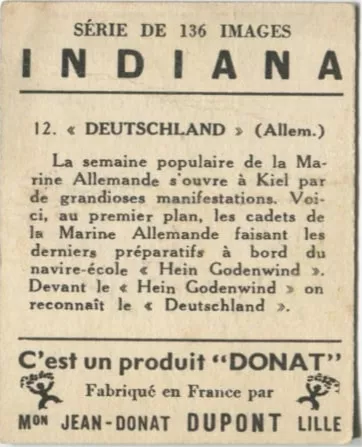 SÉRIE DE 136 IMAGES
INDIANA
12. « DEUTSCHLAND » (Allem.)
La semaine populaire de la Ma-
rine Allemande s'ouvre à Kiel par
de grandioses manifestations. Voi-
ci, au premier plan, les cadets de
la Marine Allemande faisant les
derniers préparatifs à bord du
navire-école « Hein Godenwind ».
Devant le « Hein Godenwind » on
reconnaît le « Deutschland ».
C'est un produit "DONAT"
Fabriqué en France par
MON JEAN-DONAT DUPONT LILLE